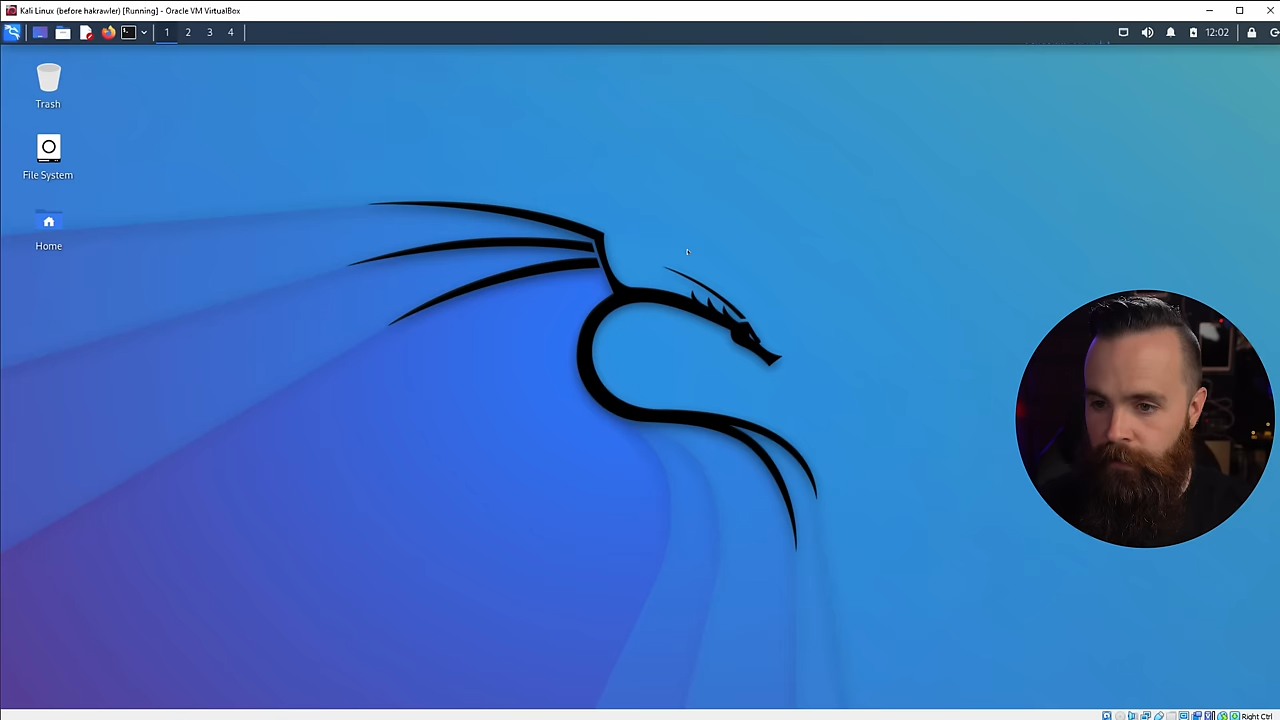 Kali Linux (before hakrawler) [Running] - Oracle VM VirtualBox
1 2 3 4
12:02
Trash
File System
Home
Right Ctrl